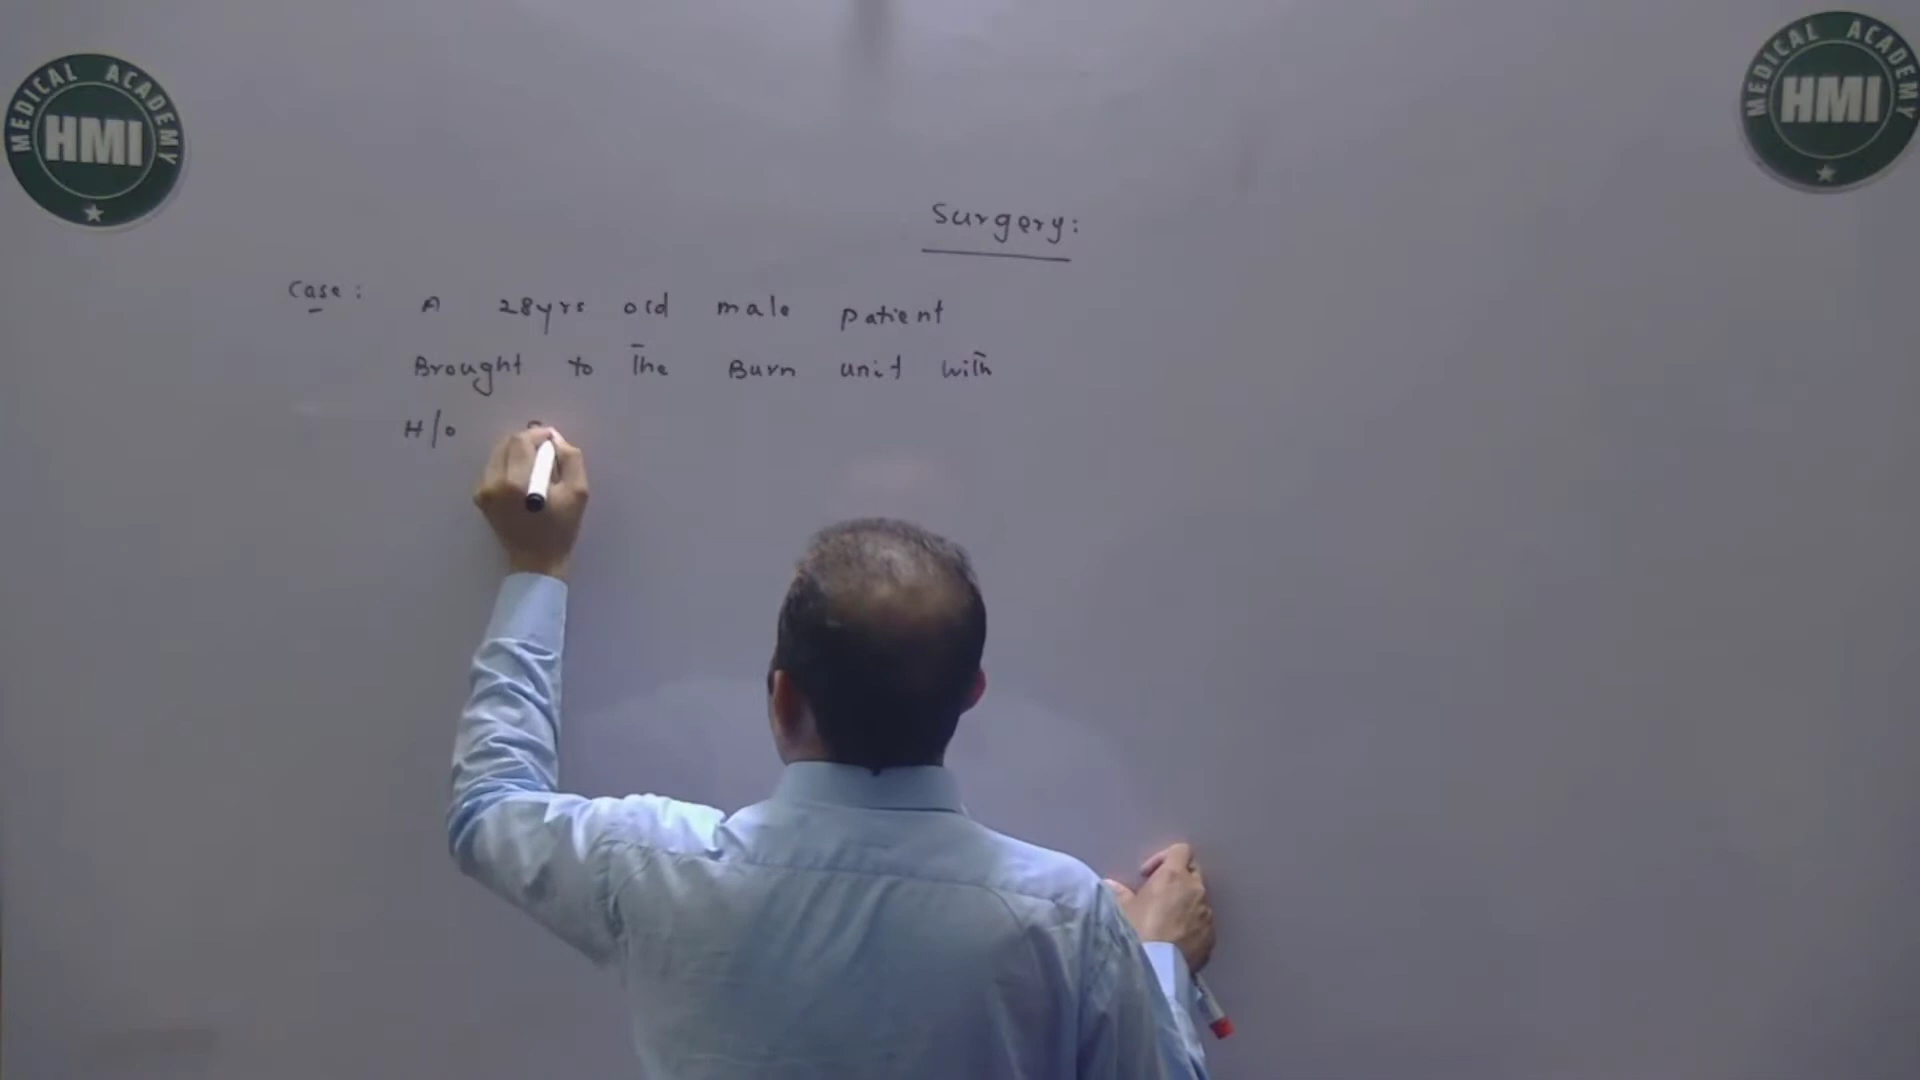 MEDICAL ACADEMY
HMI
MEDICAL ACADEMY
HMI
Surgery:
Case: A 28yrs old male patient
Brought to The Burn unit with
H/o